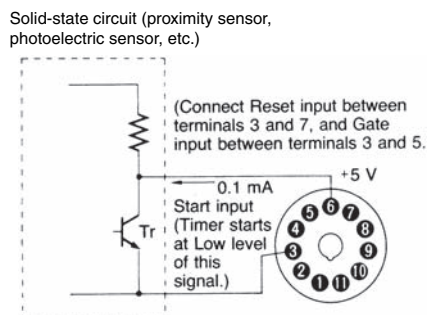 Solid-state circuit (proximity sensor,
photoelectric sensor, etc.)
(Connect Reset input between
terminals 3 and 7, and Gate
input between terminals 3 and 5.
+5 V
0.1 mA
Start input
(Timer starts
at Low level
of this
signal.)
Tr
5 6 7
4 8
3 9
2 10
1 11